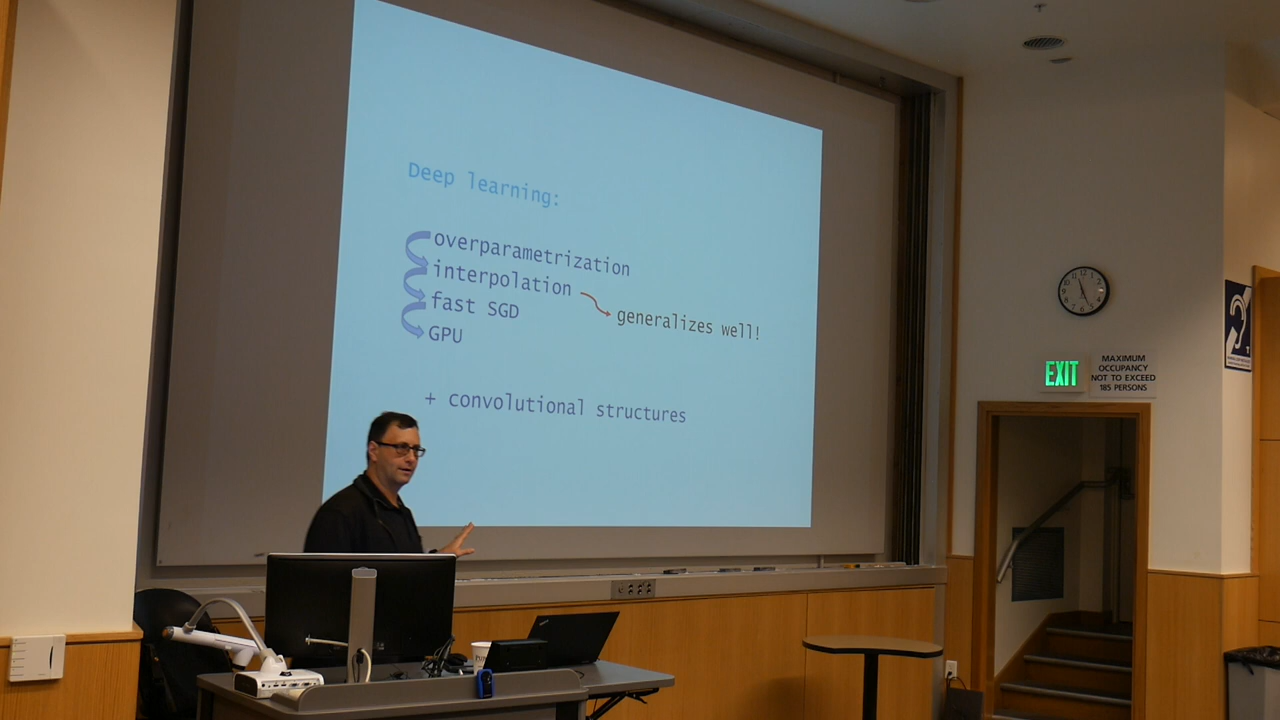 Deep learning:
overparametrization
interpolation
fast SGD
generalizes well!
GPU
+ convolutional structures
EXIT
MAXIMUM
OCCUPANCY
NOT TO EXCEED
185 PERSONS